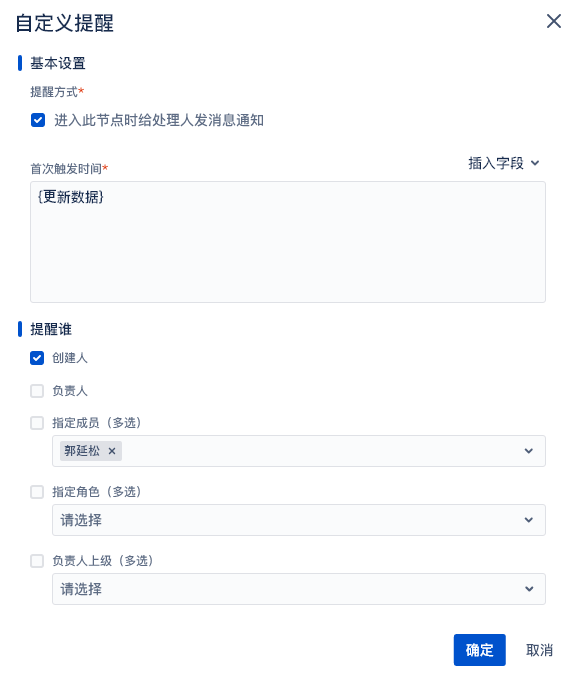 自定义提醒
基本设置
提醒方式*
进入此节点时给处理人发消息通知
首次触发时间*
插入字段
{更新数据}
提醒谁
创建人
负责人
指定成员（多选）
郭延松 ×
指定角色（多选）
请选择
负责人上级（多选）
请选择
确定 取消